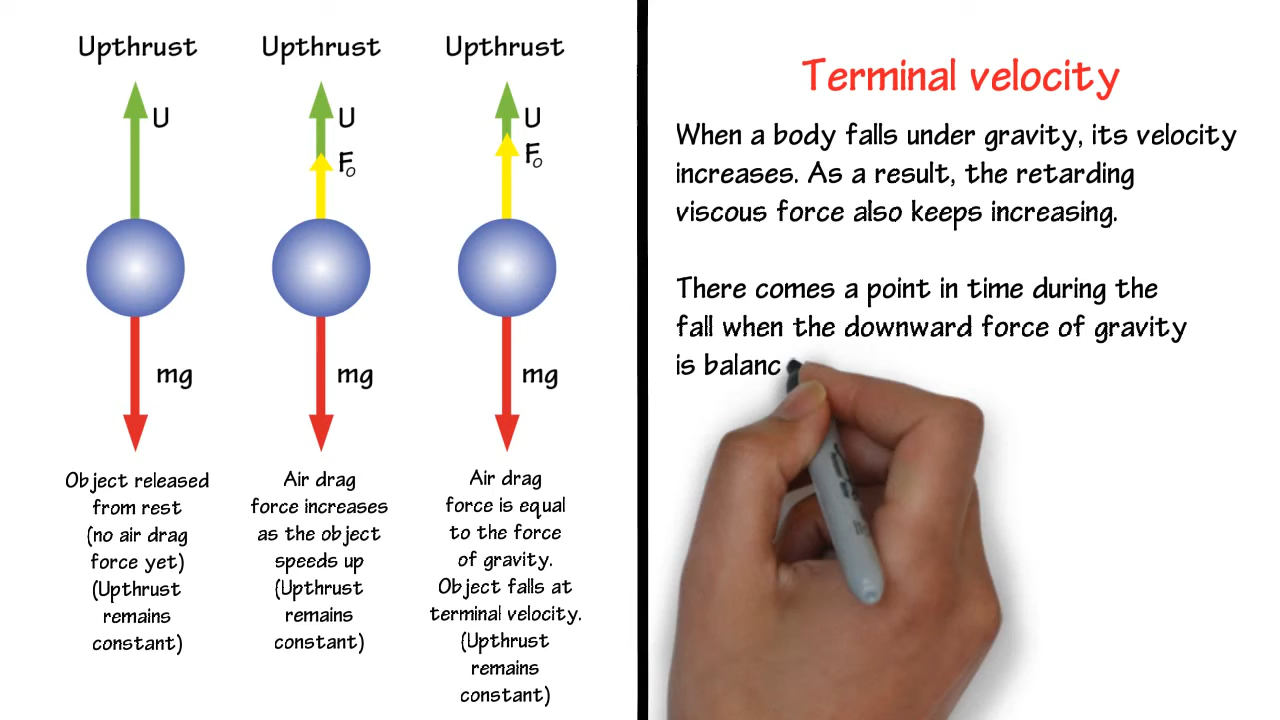 Upthrust
U
mg
Object released
from rest
(no air drag
force yet)
(Upthrust
remains
constant)
Upthrust
U
Fo
mg
Air drag
force increases
as the object
speeds up
(Upthrust
remains
constant)
Upthrust
U
Fo
mg
Air drag
force is equal
to the force
of gravity.
Object falls at
terminal velocity.
(Upthrust
remains
constant)
Terminal velocity
When a body falls under gravity, its velocity
increases. As a result, the retarding
viscous force also keeps increasing.
There comes a point in time during the
fall when the downward force of gravity
is balanc